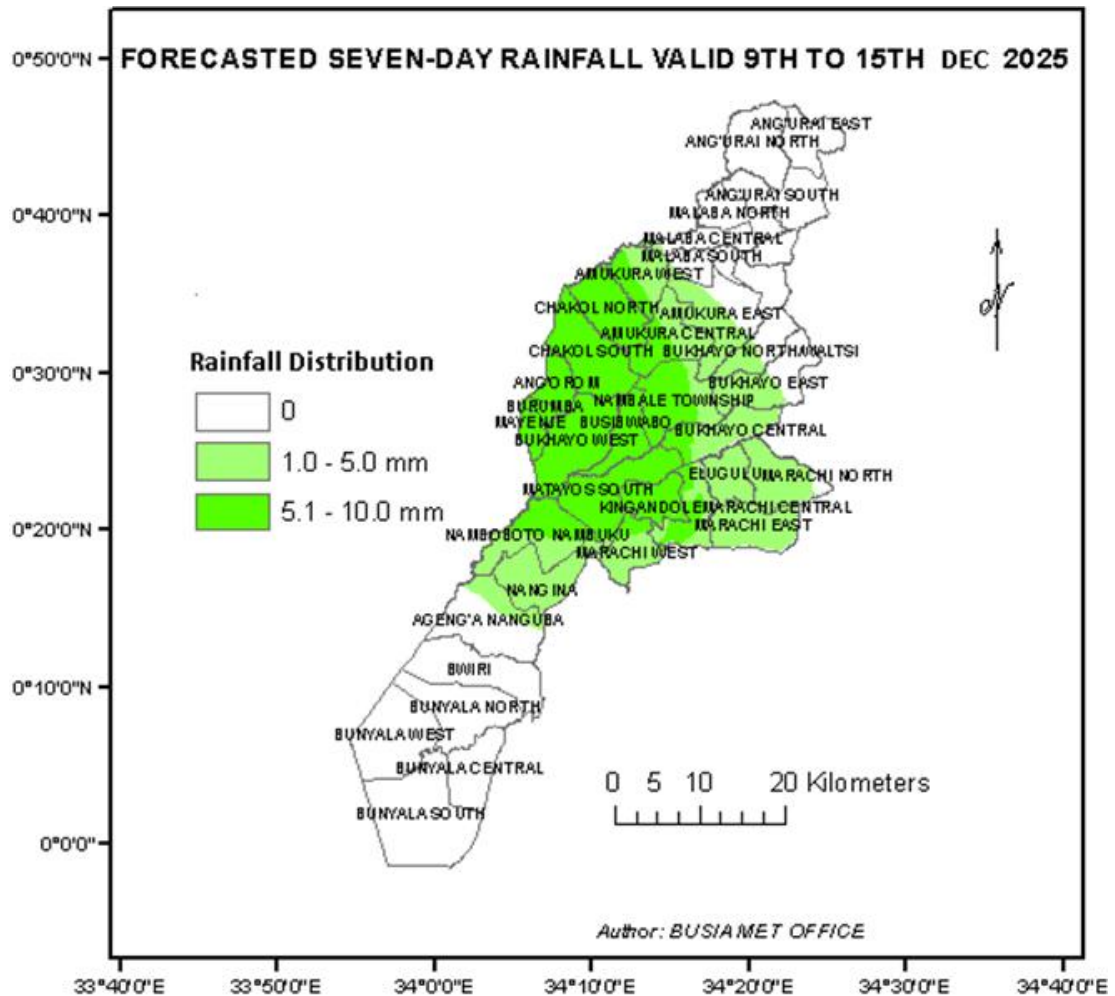 FORECASTED SEVEN-DAY RAINFALL VALID 9TH TO 15TH DEC 2025
0°50'0"N
0°40'0"N
0°30'0"N
0°20'0"N
0°10'0"N
0°0'0"
ANG'URAI EAST
ANG'URAI NORTH
ANG'URAI SOUTH
MALABA NORTH
MALABA CENTRAL
MALABA SOUTH
AMUKURA WEST
CHAKOL NORTH
AMUKURA EAST
AMUKURA CENTRAL
CHAKOL SOUTH
BUKHAYO NORTH/WALTSI
ANG'OROM
BUKHAYO EAST
NAMBALE TOWNSHIP
BURUMBA
MAYENJE
BUSIBWABO
BUKHAYO CENTRAL
BUKHAYO WEST
ELUGULU
MARACHI NORTH
MATAYOS SOUTH
KINGANDOLE
MARACHI CENTRAL
MARACHI EAST
NAMBOBOTO NAMBUKU
MARACHI WEST
NANGINA
AGENG'A NANGUBA
BWIRI
BUNYALA NORTH
BUNYALA WEST
BUNYALA CENTRAL
BUNYALA SOUTH
N
Rainfall Distribution
0
1.0 - 5.0 mm
5.1 - 10.0 mm
0 5 10 20 Kilometers
Author: BUSIA MET OFFICE
33°40'0"E 33°50'0"E 34°0'0"E 34°10'0"E 34°20'0"E 34°30'0"E 34°40'0"E